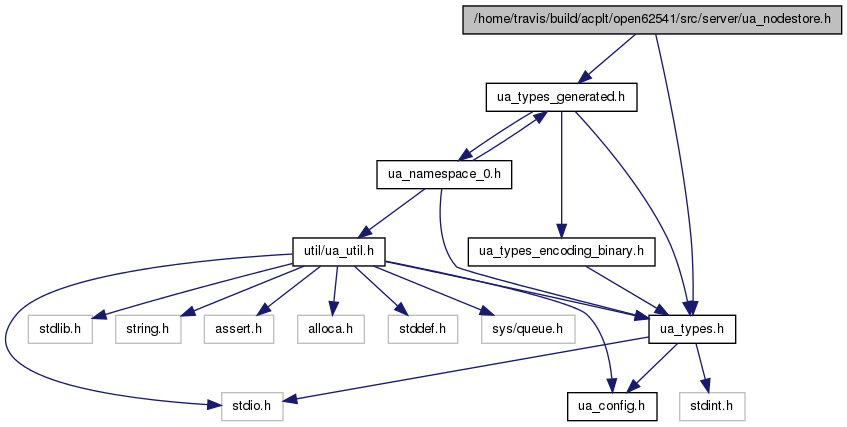 /home/travis/build/acplt/open62541/src/server/ua_nodestore.h
ua_types_generated.h
ua_namespace_0.h
util/ua_util.h
ua_types_encoding_binary.h
stdlib.h
string.h
assert.h
alloca.h
stddef.h
sys/queue.h
ua_types.h
stdio.h
ua_config.h
stdint.h